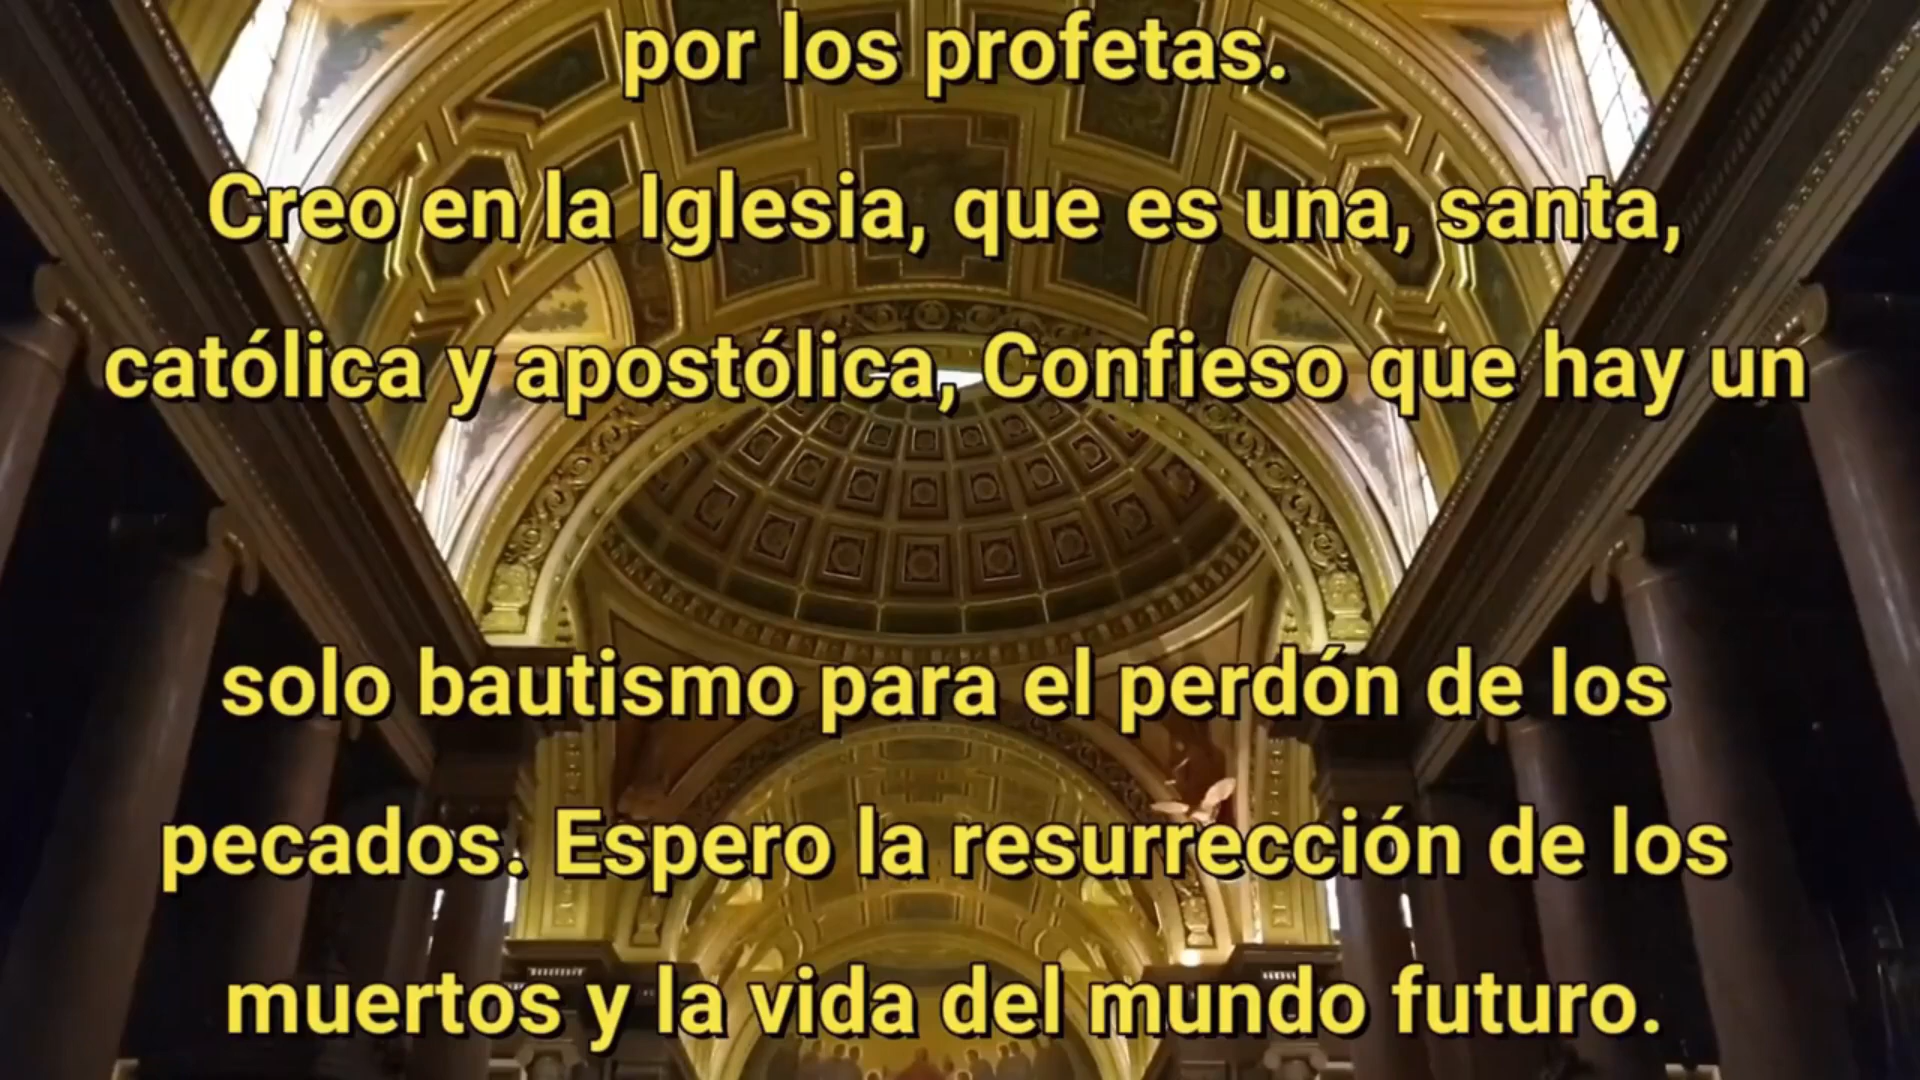 por los profetas.
Creo en la Iglesia, que es una, santa,
católica y apostólica, Confieso que hay un
solo bautismo para el perdón de los
pecados. Espero la resurrección de los
muertos y la vida del mundo futuro.